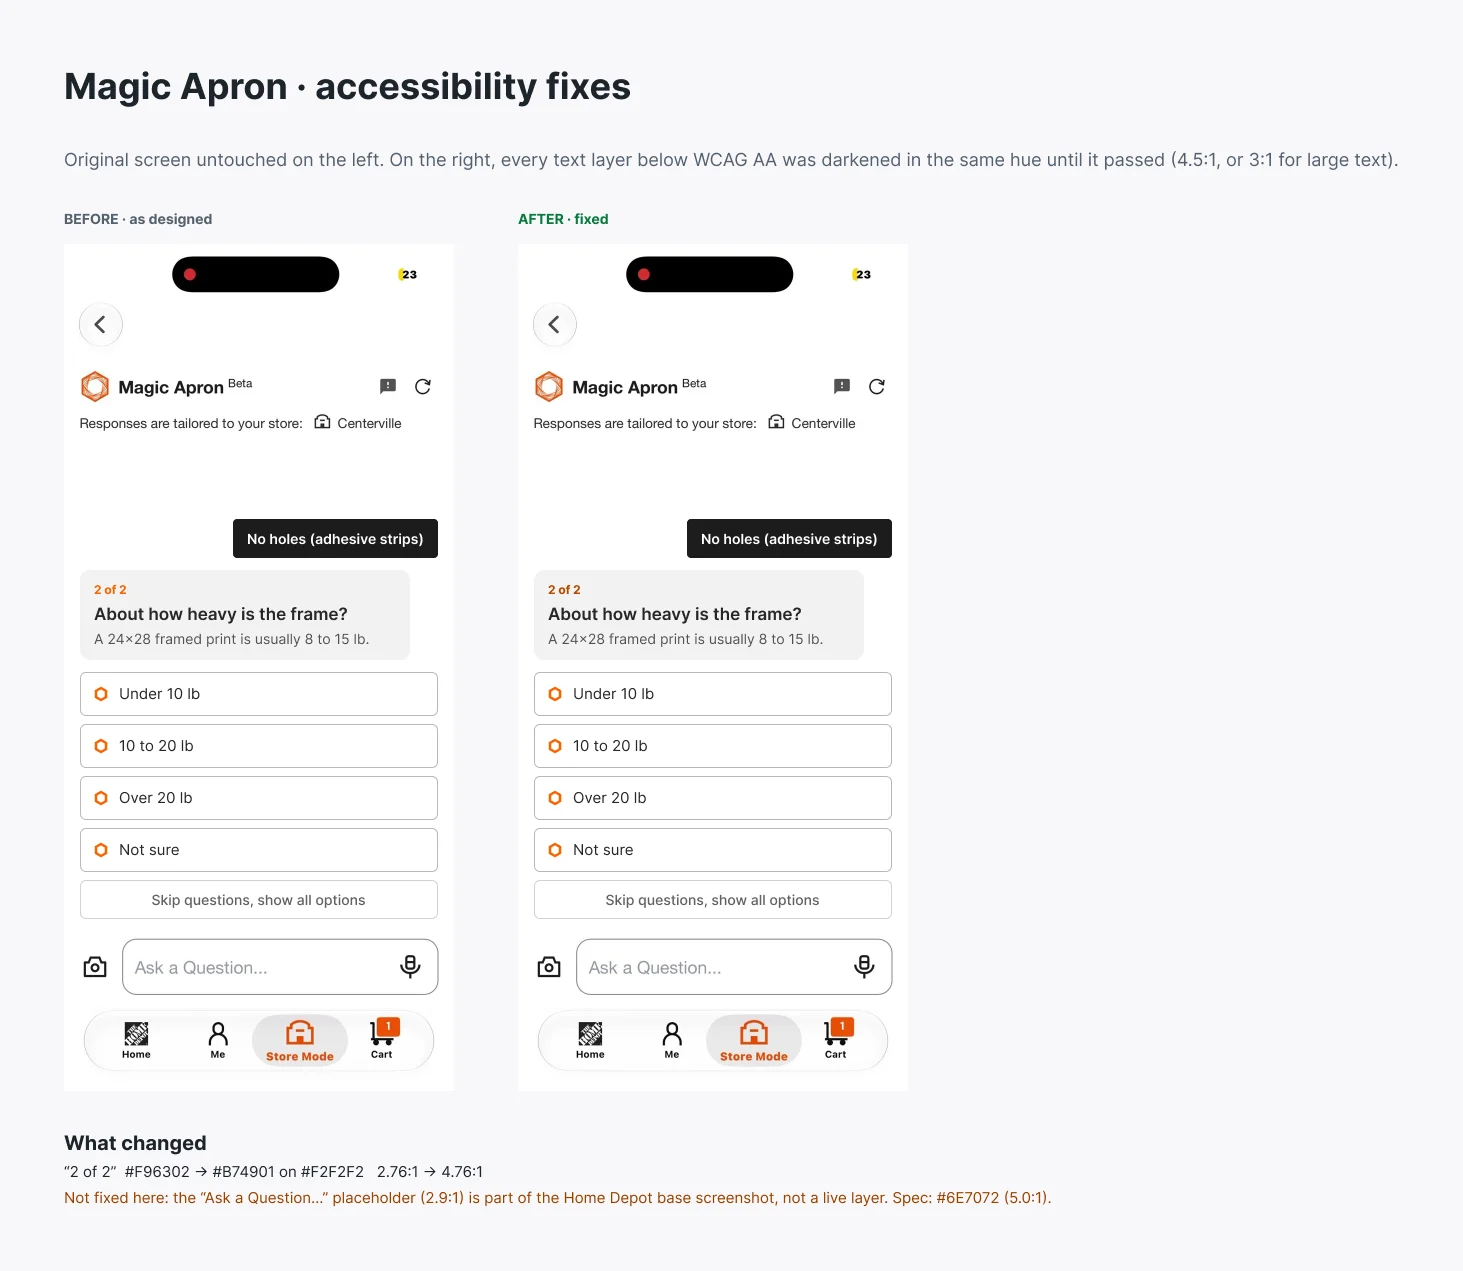 Magic Apron · accessibility fixes
Original screen untouched on the left. On the right, every text layer below WCAG AA was darkened in the same hue until it passed (4.5:1, or 3:1 for large text).
BEFORE · as designed
23
Magic Apron Beta
Responses are tailored to your store: Centerville
No holes (adhesive strips)
2 of 2
About how heavy is the frame?
A 24×28 framed print is usually 8 to 15 lb.
Under 10 lb
10 to 20 lb
Over 20 lb
Not sure
Skip questions, show all options
Ask a Question...
1
Home
Me
Store Mode
Cart
AFTER · fixed
23
Magic Apron Beta
Responses are tailored to your store: Centerville
No holes (adhesive strips)
2 of 2
About how heavy is the frame?
A 24×28 framed print is usually 8 to 15 lb.
Under 10 lb
10 to 20 lb
Over 20 lb
Not sure
Skip questions, show all options
Ask a Question...
1
Home
Me
Store Mode
Cart
What changed
“2 of 2” #F96302 → #B74901 on #F2F2F2 2.76:1 → 4.76:1
Not fixed here: the “Ask a Question…” placeholder (2.9:1) is part of the Home Depot base screenshot, not a live layer. Spec: #6E7072 (5.0:1).